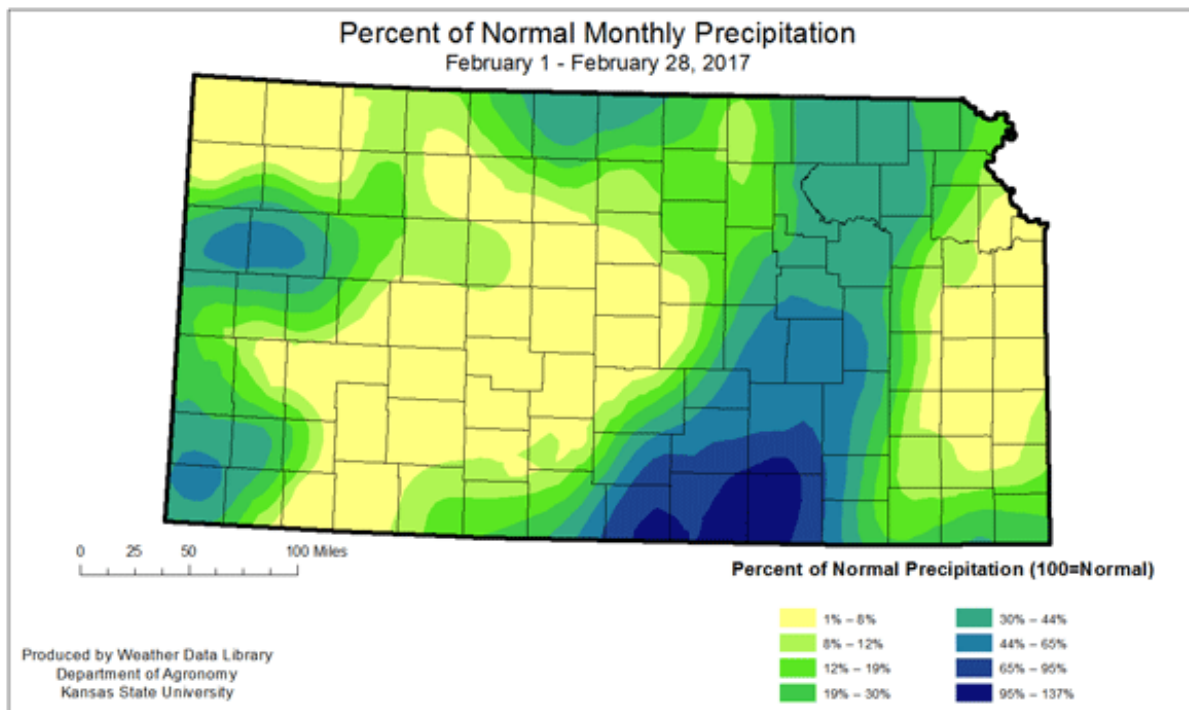 Percent of Normal Monthly Precipitation
February 1 - February 28, 2017
0 25 50 100 Miles
Percent of Normal Precipitation (100=Normal)
1% – 8%
8% – 12%
12% – 19%
19% – 30%
30% – 44%
44% – 65%
65% – 95%
95% – 137%
Produced by Weather Data Library
Department of Agronomy
Kansas State University